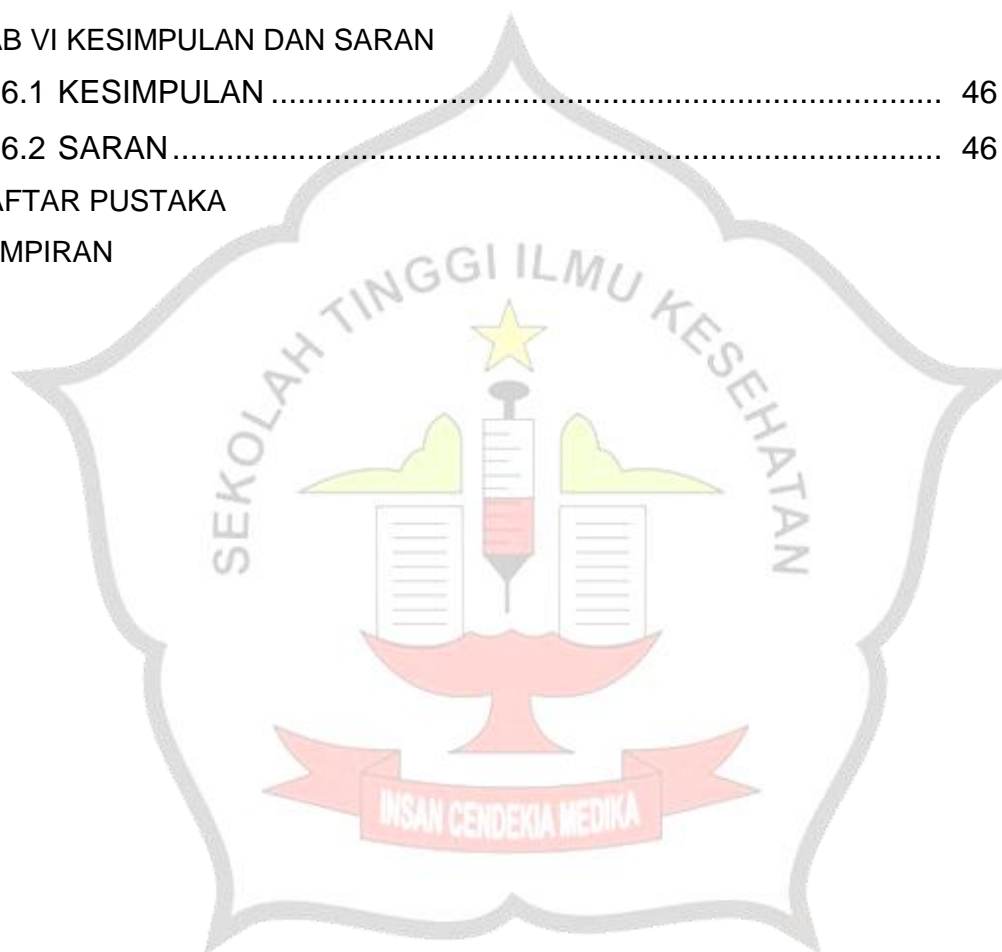 AB VI KESIMPULAN DAN SARAN
6.1 KESIMPULAN ........................................................................... 46
6.2 SARAN ...................................................................................... 46
AFTAR PUSTAKA
MPIRAN
SEKOLAH TINGGI ILMU KESEHATAN
INSAN CENDEKIA MEDIKA